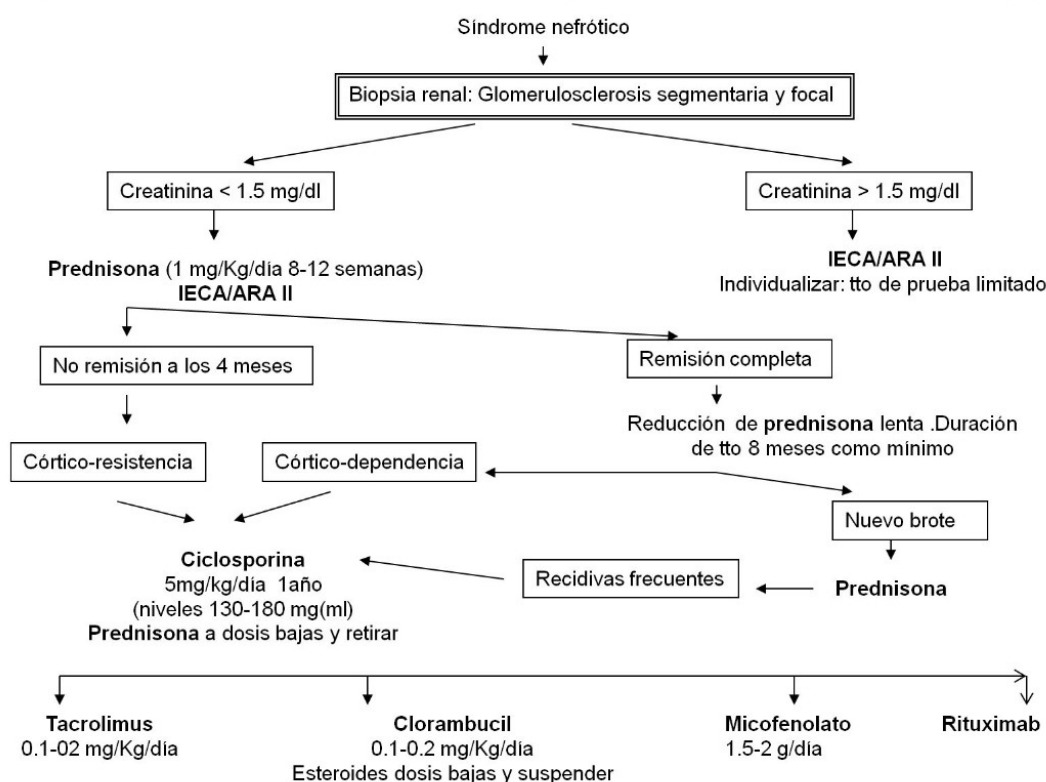 Síndrome nefrótico
Biopsia renal: Glomerulosclerosis segmentaria y focal
Creatinina < 1.5 mg/dl
Creatinina > 1.5 mg/dl
Prednisona (1 mg/Kg/día 8-12 semanas)
IECA/ARA II
IECA/ARA II
Individualizar: tto de prueba limitado
No remisión a los 4 meses
Remisión completa
Reducción de prednisona lenta .Duración
de tto 8 meses como mínimo
Córtico-resistencia
Córtico-dependencia
Nuevo brote
Ciclosporina
5mg/kg/día 1año
(niveles 130-180 mg(ml)
Prednisona a dosis bajas y retirar
Recidivas frecuentes
Prednisona
Tacrolimus
0.1-02 mg/Kg/día
Clorambucil
0.1-0.2 mg/Kg/día
Esteroides dosis bajas y suspender
Micofenolato
1.5-2 g/día
Rituximab